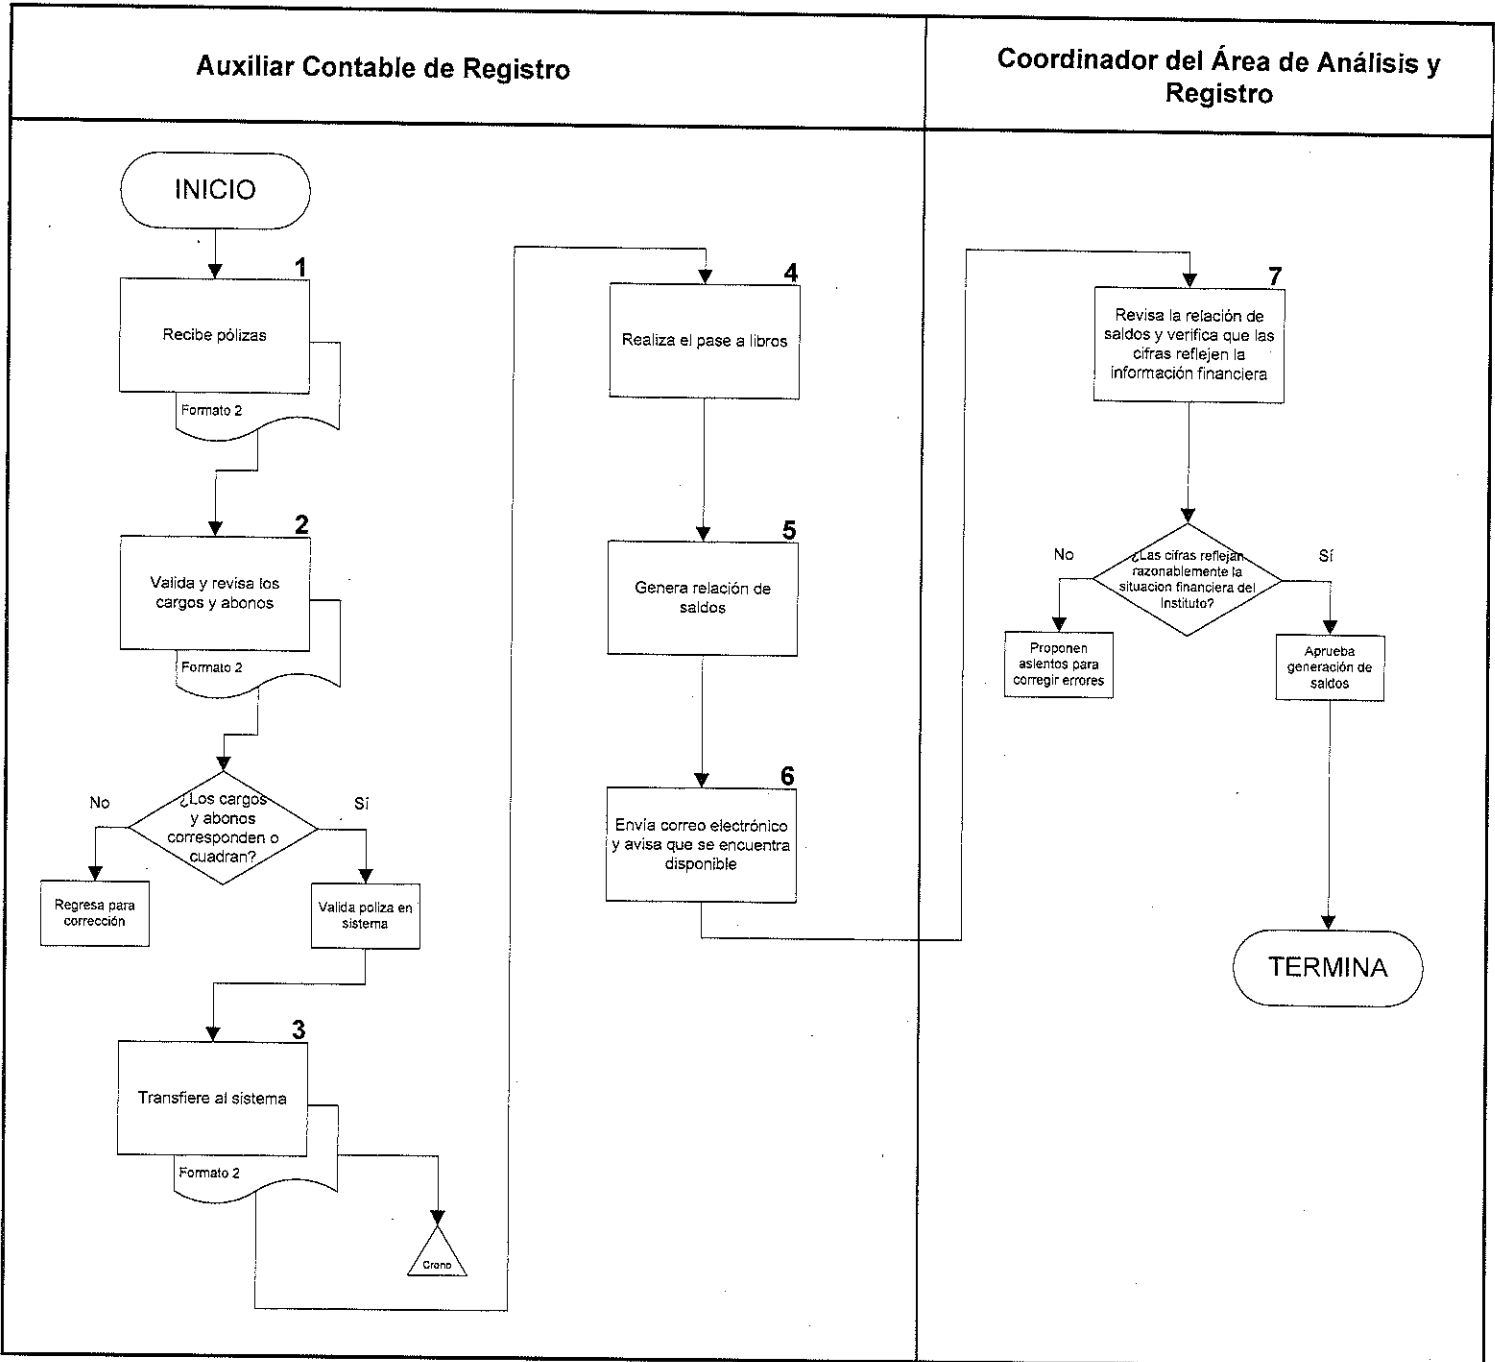 Auxiliar Contable de Registro
Coordinador del Área de Análisis y
Registro
INICIO
1
Recibe pólizas
Formato 2
2
Valida y revisa los
cargos y abonos
Formato 2
¿Los cargos
y abonos
corresponden o
cuadran?
No
Sí
Regresa para
corrección
Valida poliza en
sistema
3
Transfiere al sistema
Formato 2
Crono
4
Realiza el pase a libros
5
Genera relación de
saldos
6
Envía correo electrónico
y avisa que se encuentra
disponible
7
Revisa la relación de
saldos y verifica que las
cifras reflejen la
información financiera
¿Las cifras reflejan
razonablemente la
situacion financiera del
Instituto?
No
Sí
Proponen
asientos para
corregir errores
Aprueba
generación de
saldos
TERMINA